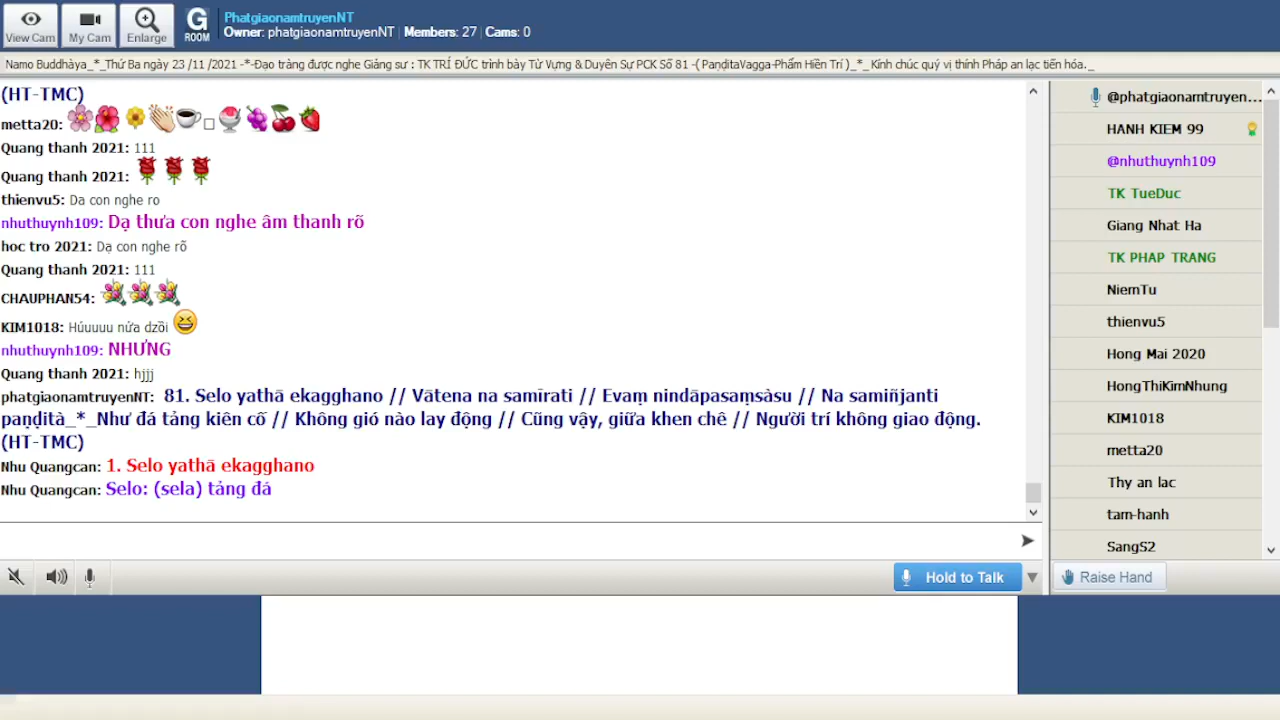 View Cam
My Cam
Enlarge
G
ROOM
PhatgiaonamtruyenNT
Owner: phatgiaonamtruyenNT | Members: 27 | Cams: 0
Namo Buddhàya_*_Thứ Ba ngày 23 /11 /2021 -*-Đạo tràng được nghe Giảng sư : TK TRÍ ĐỨC trình bày Từ Vựng & Duyên Sự PCK Số 81 -( PaṇḍitaVagga-Phẩm Hiền Trí )_*_ Kính chúc quý vị thính Pháp an lạc tiến hóa._
(HT-TMC)
metta20:
Quang thanh 2021: 111
Quang thanh 2021:
thienvu5: Da con nghe ro
nhuthuynh109: Dạ thưa con nghe âm thanh rõ
hoc tro 2021: Dạ con nghe rõ
Quang thanh 2021: 111
CHAUPHAN54:
KIM1018: Húuuuu nửa dzồi
nhuthuynh109: NHƯNG
Quang thanh 2021: hjjj
phatgiaonamtruyenNT: 81. Selo yathā ekagghano // Vātena na samīrati // Evaṃ nindāpasaṃsàsu // Na samiñjanti
paṇḍità_*_Như đá tảng kiên cố // Không gió nào lay động // Cũng vậy, giữa khen chê // Người trí không giao động.
(HT-TMC)
Nhu Quangcan: 1. Selo yathā ekagghano
Nhu Quangcan: Selo: (sela) tảng đá
Hold to Talk
@phatgiaonamtruyen...
HANH KIEM 99
@nhuthuynh109
TK TueDuc
Giang Nhat Ha
TK PHAP TRANG
NiemTu
thienvu5
Hong Mai 2020
HongThiKimNhung
KIM1018
metta20
Thy an lac
tam-hanh
SangS2
Raise Hand